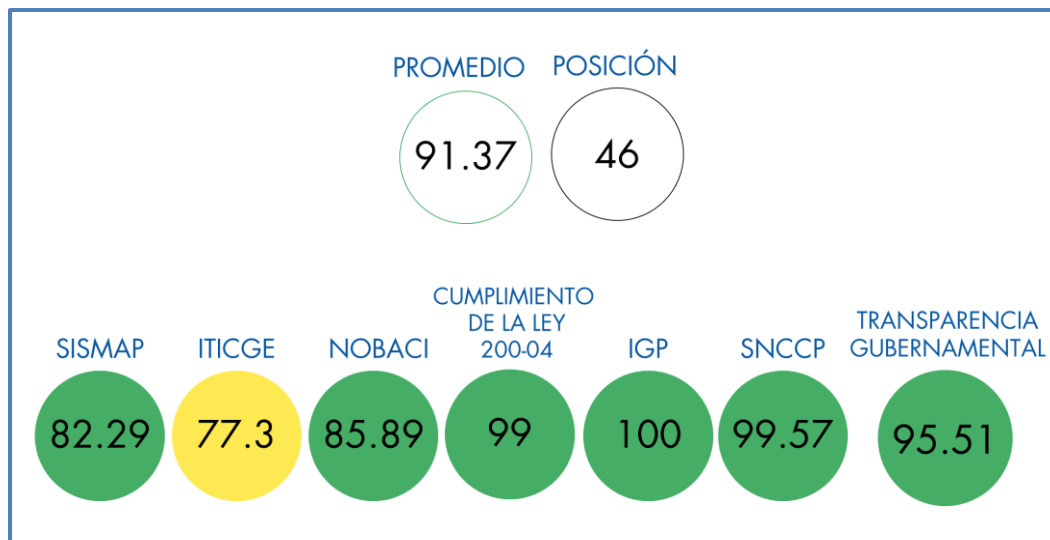 PROMEDIO
POSICIÓN
91.37
46
SISMAP
ITICGE
NOBACI
CUMPLIMIENTO
DE LA LEY
200-04
IGP
SNCCP
TRANSPARENCIA
GUBERNAMENTAL
82.29
77.3
85.89
99
100
99.57
95.51